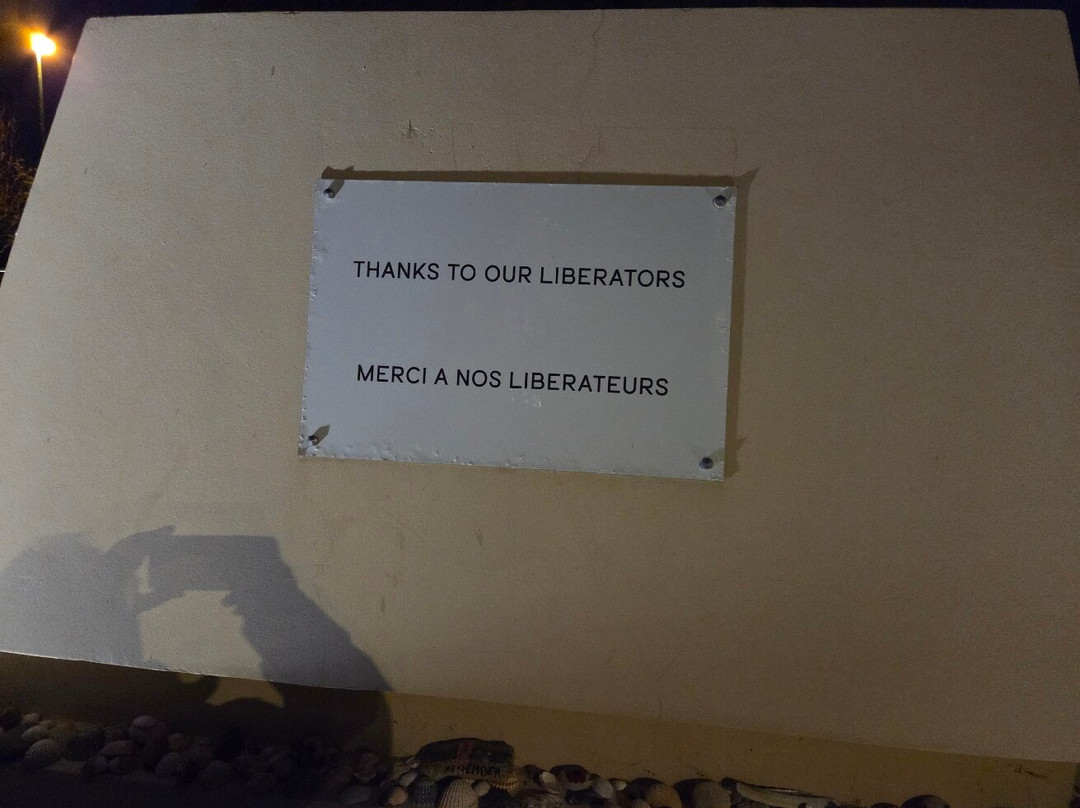 THANKS TO OUR LIBERATORS
MERCI A NOS LIBERATEURS